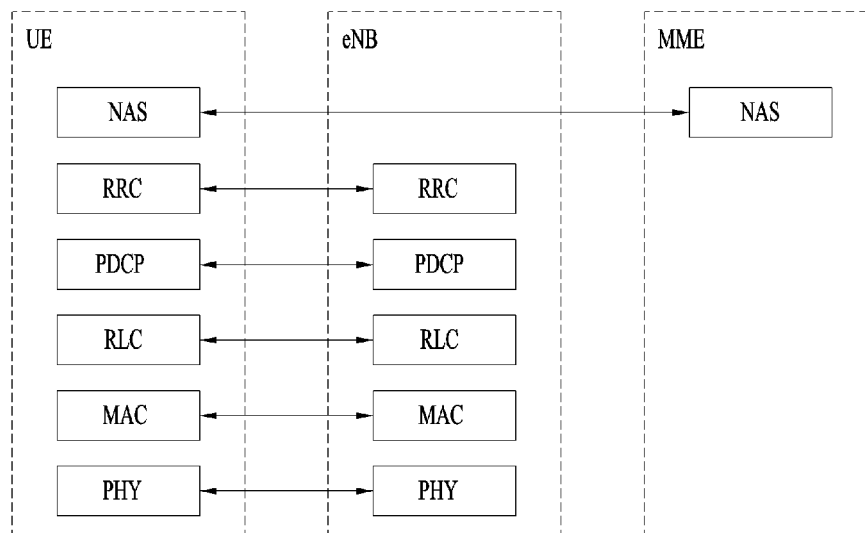 UE eNB MME
NAS NAS
RRC RRC
PDCP PDCP
RLC RLC
MAC MAC
PHY PHY